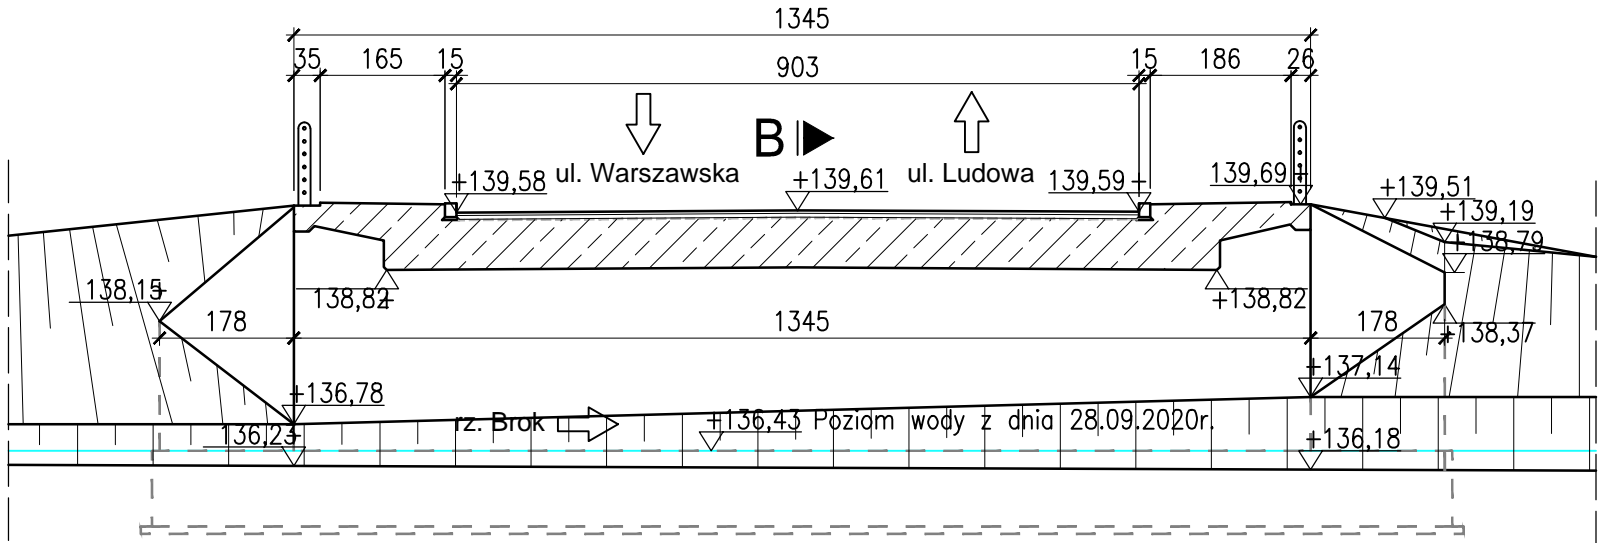 1345
35 165 15 903 15 186 26
B
ul. Warszawska ul. Ludowa
+139,58 +139,61 139,59+ 139,69+ +139,51
+139,19
+138,79
138,15+ 138,82+ +138,82
178 1345 178
+138,37
+136,78 +137,14
rz. Brok +136,43 Poziom wody z dnia 28.09.2020r.
136,23+ +136,18